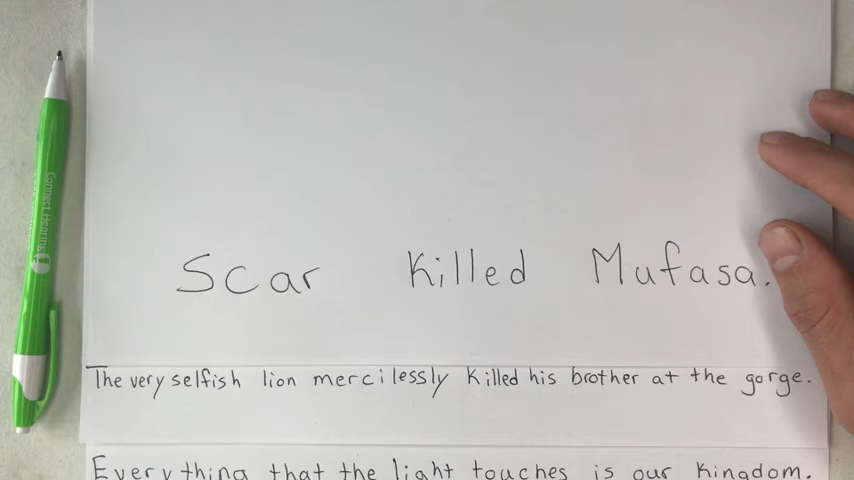 Scar Killed Mufasa.
The very selfish lion mercilessly killed his brother at the gorge.
Everything that the light touches is our kingdom.
Connect Hearing